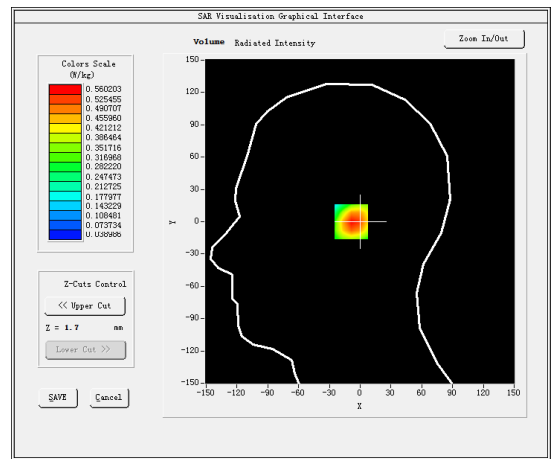 SAR Visualisation Graphical Interface
Volume Radiated Intensity
Zoom In/Out
Colors Scale
(W/kg)
0.560203
0.525455
0.490707
0.455960
0.421212
0.386464
0.351716
0.316968
0.282220
0.247473
0.212725
0.177977
0.143229
0.108481
0.073734
0.038986
Z-Cuts Control
<< Upper Cut
Z = 1.7 mm
Lower Cut >>
SAVE Cancel
150
120
90
60
30
0
-30
-60
-90
-120
-150
Y
-150 -120 -90 -60 -30 0 30 60 90 120 150
X